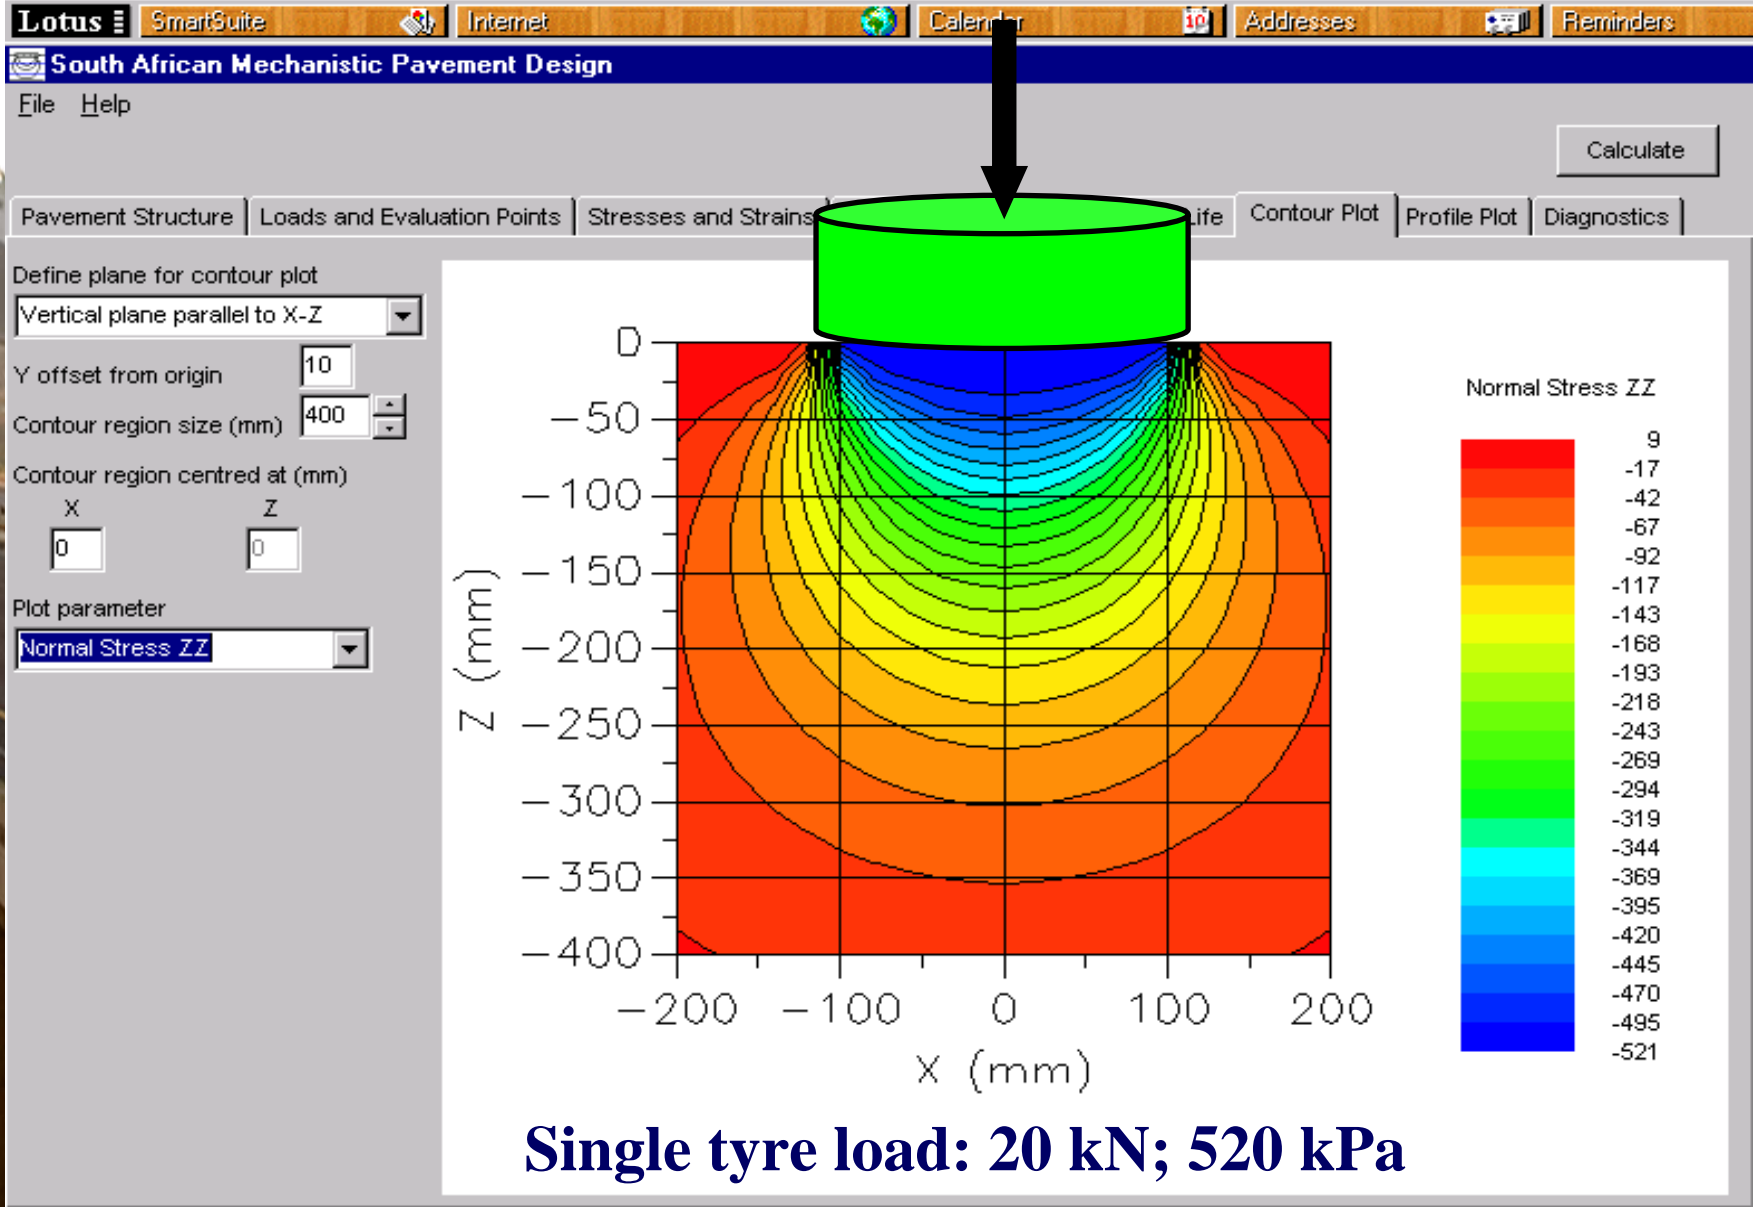 Lotus SmartSuite Internet Calendar 10 Addresses Reminders
South African Mechanistic Pavement Design
File Help
Calculate
Pavement Structure Loads and Evaluation Points Stresses and Strains Life Contour Plot Profile Plot Diagnostics
Define plane for contour plot
Vertical plane parallel to X-Z
Y offset from origin 10
Contour region size (mm) 400
Contour region centred at (mm)
X Z
0 0
Plot parameter
Normal Stress ZZ
0
-50
-100
-150
-200
-250
-300
-350
-400
Z (mm)
-200 -100 0 100 200
X (mm)
Normal Stress ZZ
9
-17
-42
-67
-92
-117
-143
-168
-193
-218
-243
-269
-294
-319
-344
-369
-395
-420
-445
-470
-495
-521
Single tyre load: 20 kN; 520 kPa